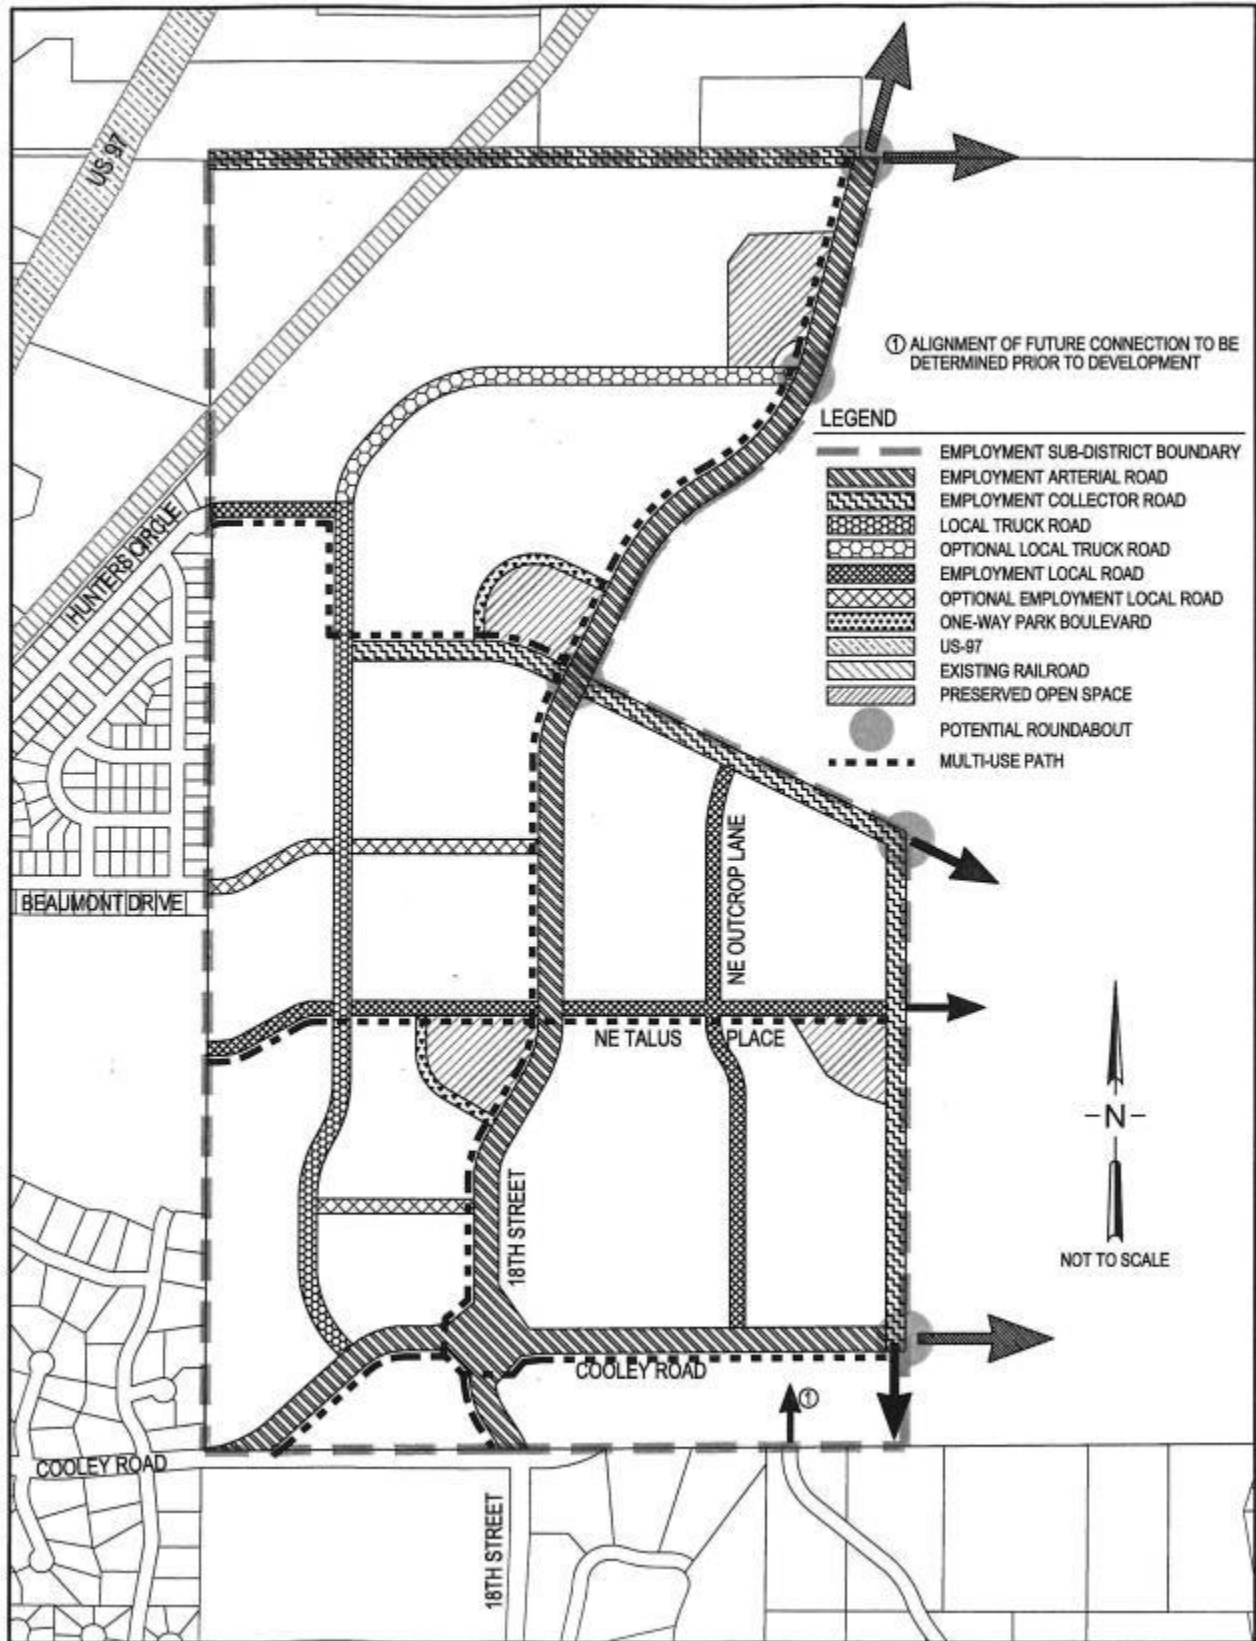 US 97
① ALIGNMENT OF FUTURE CONNECTION TO BE
DETERMINED PRIOR TO DEVELOPMENT
LEGEND
EMPLOYMENT SUB-DISTRICT BOUNDARY
EMPLOYMENT ARTERIAL ROAD
EMPLOYMENT COLLECTOR ROAD
LOCAL TRUCK ROAD
OPTIONAL LOCAL TRUCK ROAD
EMPLOYMENT LOCAL ROAD
OPTIONAL EMPLOYMENT LOCAL ROAD
ONE-WAY PARK BOULEVARD
US-97
EXISTING RAILROAD
PRESERVED OPEN SPACE
POTENTIAL ROUNDABOUT
MULTI-USE PATH
HUNTERS CIRCLE
BEAUMONT DRIVE
NE OUTCROP LANE
NE TALUS PLACE
-N-
NOT TO SCALE
18TH STREET
COOLEY ROAD
①
COOLEY ROAD
18TH STREET